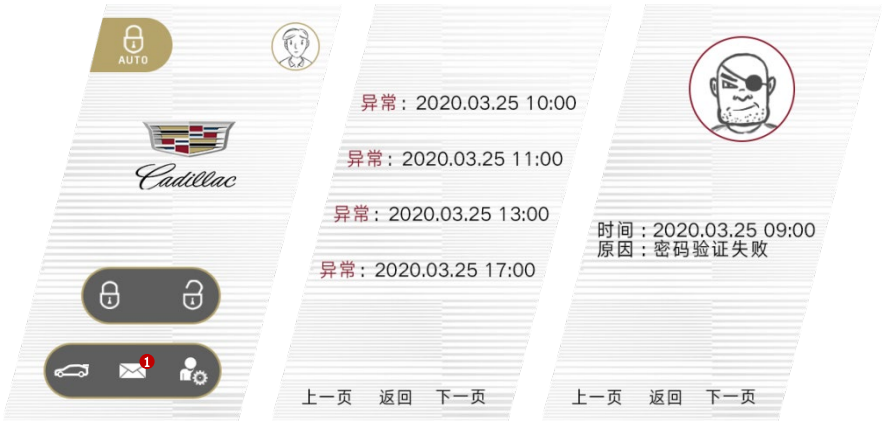 AUTO
Cadillac
1
异常: 2020.03.25 10:00
异常: 2020.03.25 11:00
异常: 2020.03.25 13:00
异常: 2020.03.25 17:00
上一页 返回 下一页
时间:2020.03.25 09:00
原因:密码验证失败
上一页 返回 下一页